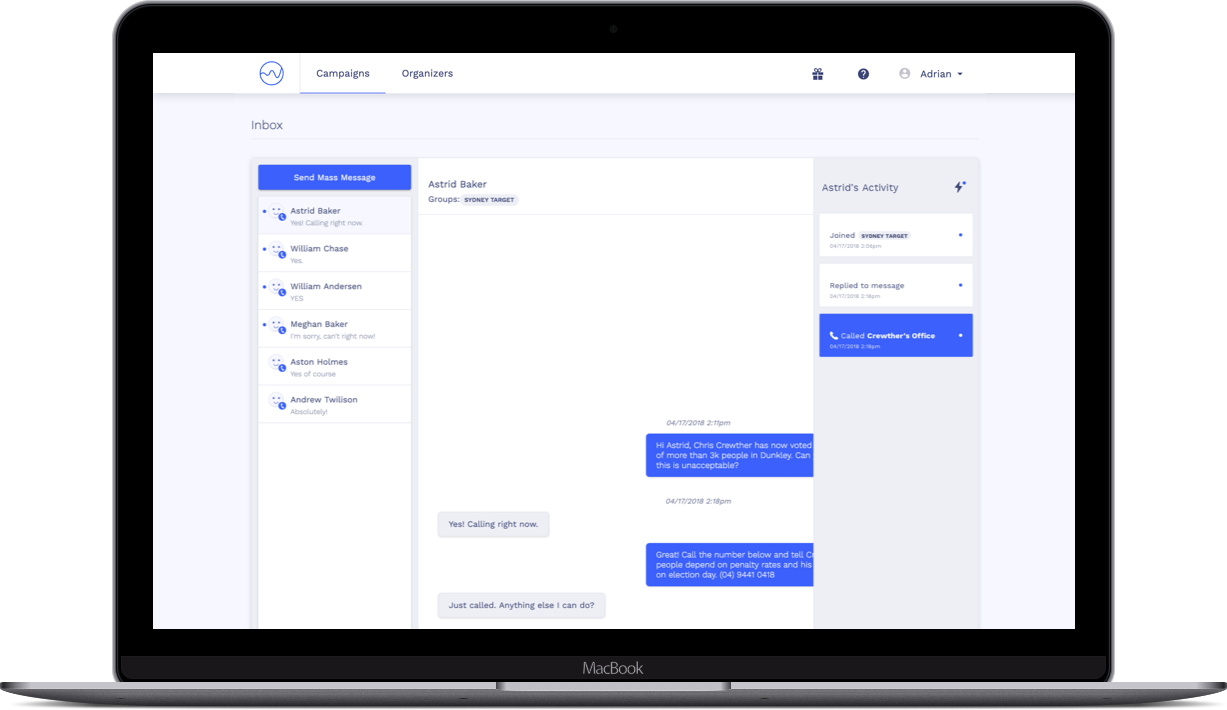 Campaigns
Organizers
Adrian
Inbox
Send Mass Message
Astrid Baker
Yes! Calling right now.
William Chase
Yes.
William Andersen
YES
Meghan Baker
I'm sorry, can't right now!
Aston Holmes
Yes of course
Andrew Twilison
Absolutely!
Astrid Baker
Groups: SYDNEY TARGET
04/17/2018 2:11pm
Hi Astrid, Chris Crewther has now voted
of more than 3k people in Dunkley. Can
this is unacceptable?
04/17/2018 2:18pm
Yes! Calling right now.
Great! Call the number below and tell Cr
people depend on penalty rates and his
on election day. (04) 9441 0418
Just called. Anything else I can do?
Astrid's Activity
Joined SYDNEY TARGET
04/17/2018 2:06pm
Replied to message
04/17/2018 2:18pm
Called Crewther's Office
04/17/2018 2:18pm
MacBook